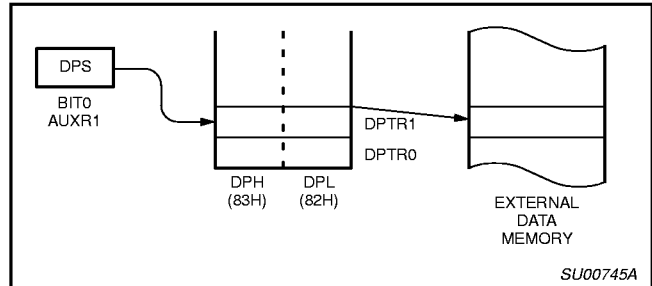 DPS
BIT0
AUXR1
DPTR1
DPTR0
DPH
(83H)
DPL
(82H)
EXTERNAL
DATA
MEMORY
SU00745A